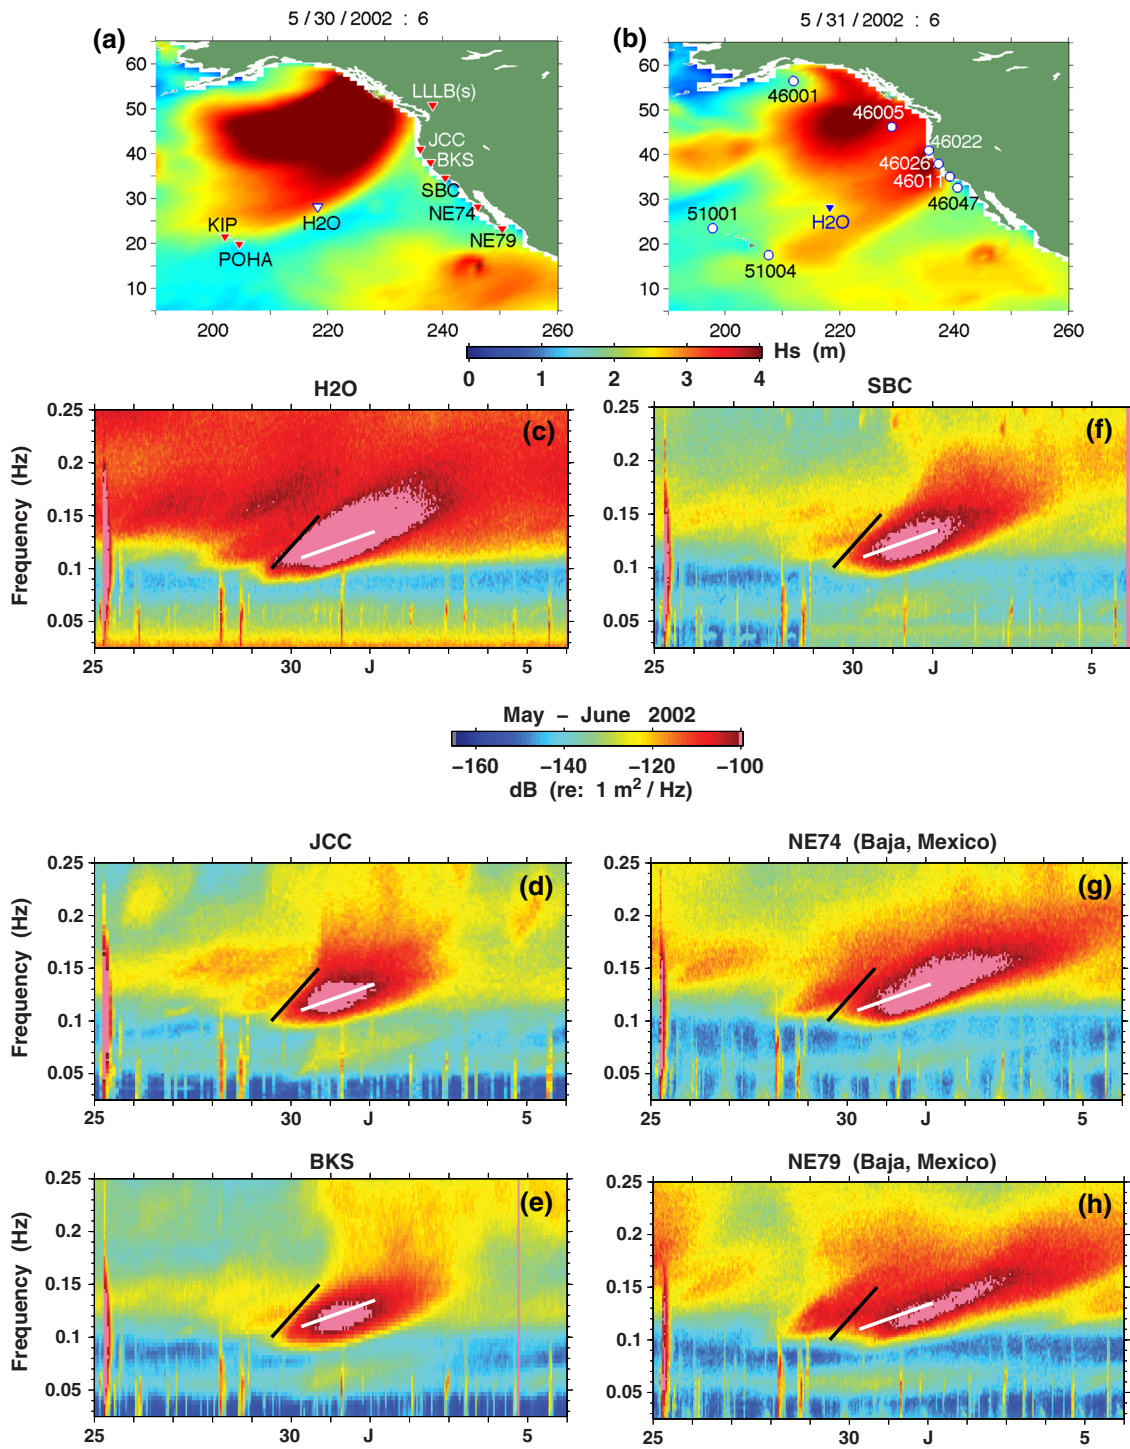 5 / 30 / 2002 : 6
5 / 31 / 2002 : 6
(a)
(b)
60
50
40
30
20
10
LLLB(s)
JCC
BKS
SBC
NE74
NE79
H2O
KIP
POHA
200
220
240
260
60
50
40
30
20
10
46001
46005
46022
46026
46011
46047
H2O
51001
51004
200
220
240
260
Hs (m)
0 1 2 3 4
H2O
(c)
Frequency (Hz)
0.25
0.2
0.15
0.1
0.05
25 30 J 5
SBC
(f)
0.25
0.2
0.15
0.1
0.05
25 30 J 5
May – June 2002
−160 −140 −120 −100
dB (re: 1 m² / Hz)
JCC
(d)
Frequency (Hz)
0.25
0.2
0.15
0.1
0.05
25 30 J 5
NE74 (Baja, Mexico)
(g)
0.25
0.2
0.15
0.1
0.05
25 30 J 5
BKS
(e)
Frequency (Hz)
0.25
0.2
0.15
0.1
0.05
25 30 J 5
NE79 (Baja, Mexico)
(h)
0.25
0.2
0.15
0.1
0.05
25 30 J 5